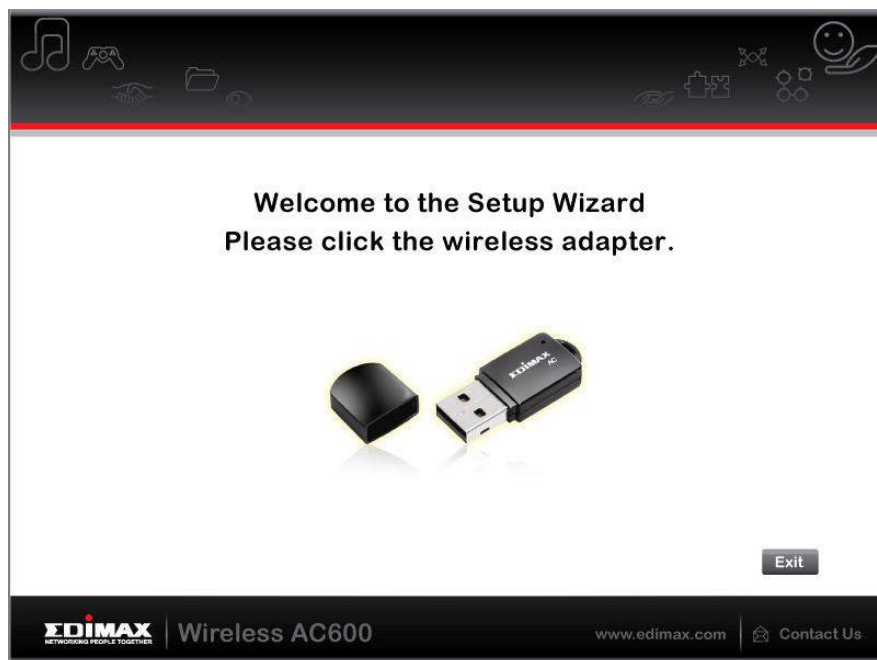 Welcome to the Setup Wizard
Please click the wireless adapter.
EDIMAX
AC
Exit
EDIMAX
NETWORKING PEOPLE TOGETHER
Wireless AC600
www.edimax.com
Contact Us